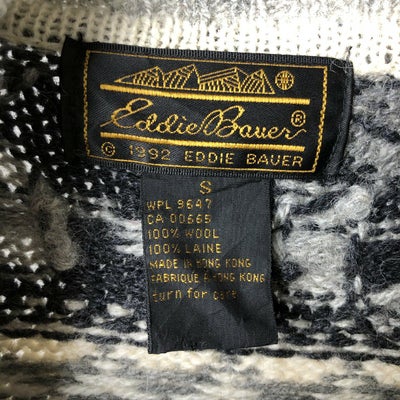 Eddie Bauer®
© 1992 EDDIE BAUER
S
WPL 9647
CA 00665
100% WOOL
100% LAINE
MADE IN HONG KONG
FABRIQUE À HONG KONG
turn for care